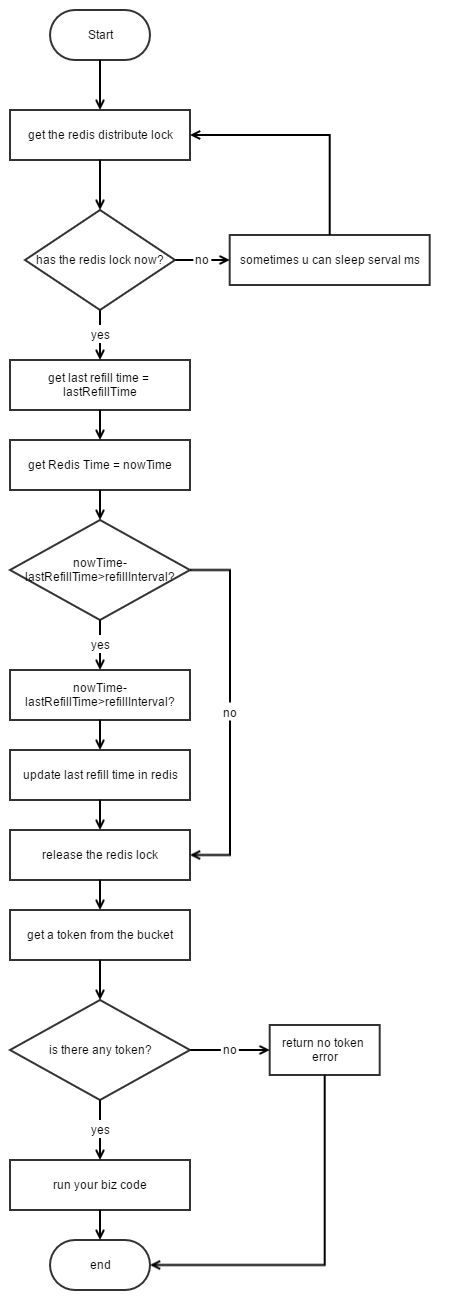 Start
get the redis distribute lock
has the redis lock now?
no
sometimes u can sleep serval ms
yes
get last refill time =
lastRefillTime
get Redis Time = nowTime
nowTime-
lastRefillTime>refillInterval?
yes
nowTime-
lastRefillTime>refillInterval?
no
update last refill time in redis
release the redis lock
get a token from the bucket
is there any token?
no
return no token
error
yes
run your biz code
end